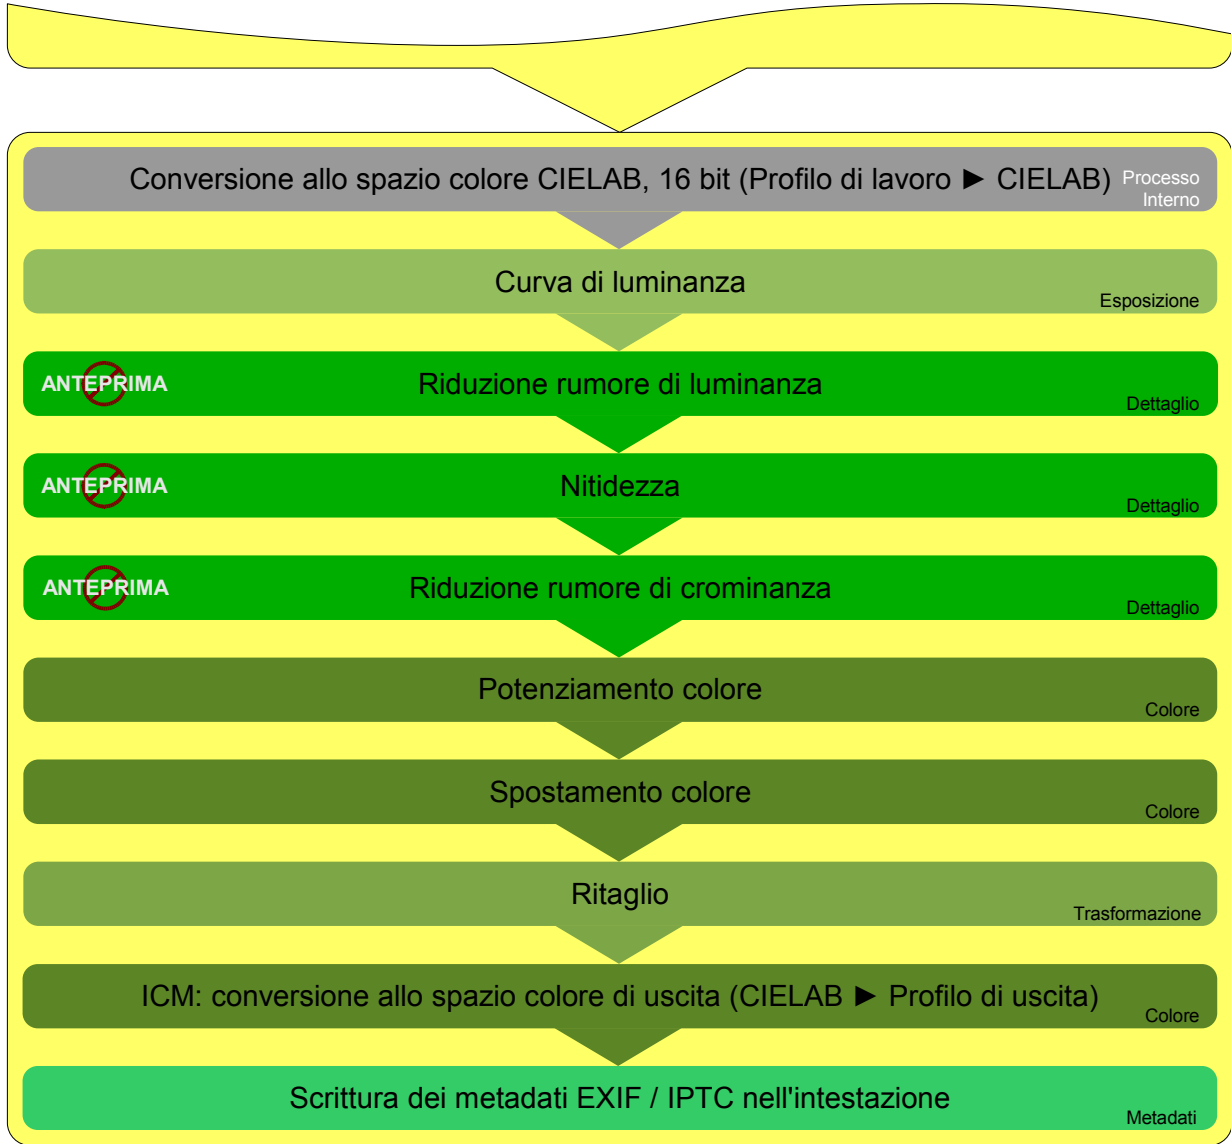 Conversione allo spazio colore CIELAB, 16 bit (Profilo di lavoro ► CIELAB)
Processo
Interno
Curva di luminanza
Esposizione
ANTEPRIMA
Riduzione rumore di luminanza
Dettaglio
ANTEPRIMA
Nitidezza
Dettaglio
ANTEPRIMA
Riduzione rumore di crominanza
Dettaglio
Potenziamento colore
Colore
Spostamento colore
Colore
Ritaglio
Trasformazione
ICM: conversione allo spazio colore di uscita (CIELAB ► Profilo di uscita)
Colore
Scrittura dei metadati EXIF / IPTC nell'intestazione
Metadati